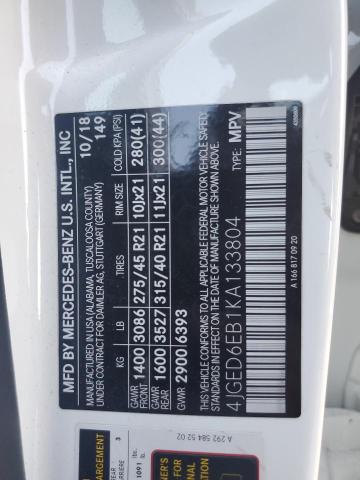 MFD BY MERCEDES-BENZ U.S. INTL., INC
MANUFACTURED IN USA (ALABAMA, TUSCALOOSA COUNTY)
UNDER CONTRACT FOR DAIMLER AG, STUTTGART (GERMANY)
10/18
149
KG LB TIRES RIM SIZE COLD KPA (PSI)
GAWR FRONT 1400 3086 275/45 R21 10Jx21 280(41)
GAWR REAR 1600 3527 315/40 R21 11Jx21 300(44)
GVWR 2900 6393
THIS VEHICLE CONFORMS TO ALL APPLICABLE FEDERAL MOTOR VEHICLE SAFETY
STANDARDS IN EFFECT ON THE DATE OF MANUFACTURE SHOWN ABOVE.
4JGED6EB1KA133804
TYPE: MPV
A 166 817 09 20
A 292 584 52 02
3
1091 lbs.